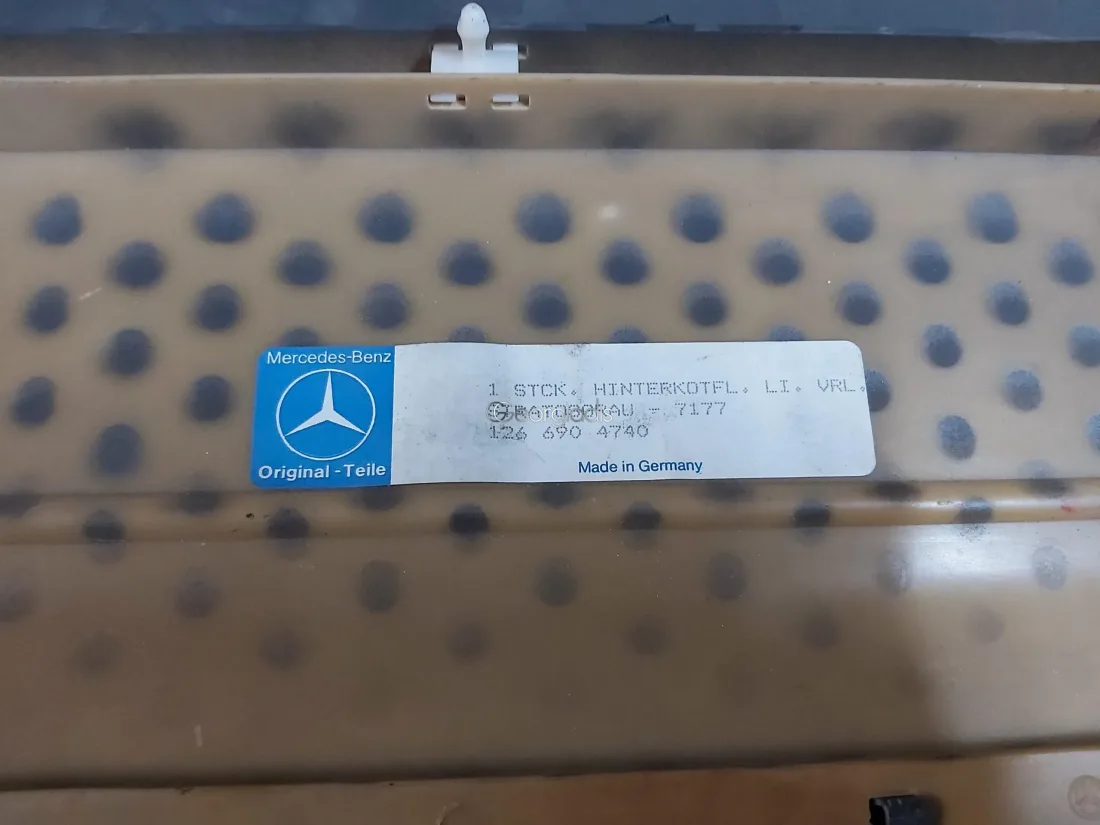 Mercedes-Benz
Original - Teile
1 STCK. HINTERKOTFL. LI. VRL.
- 7177
126 690 4740
Made in Germany